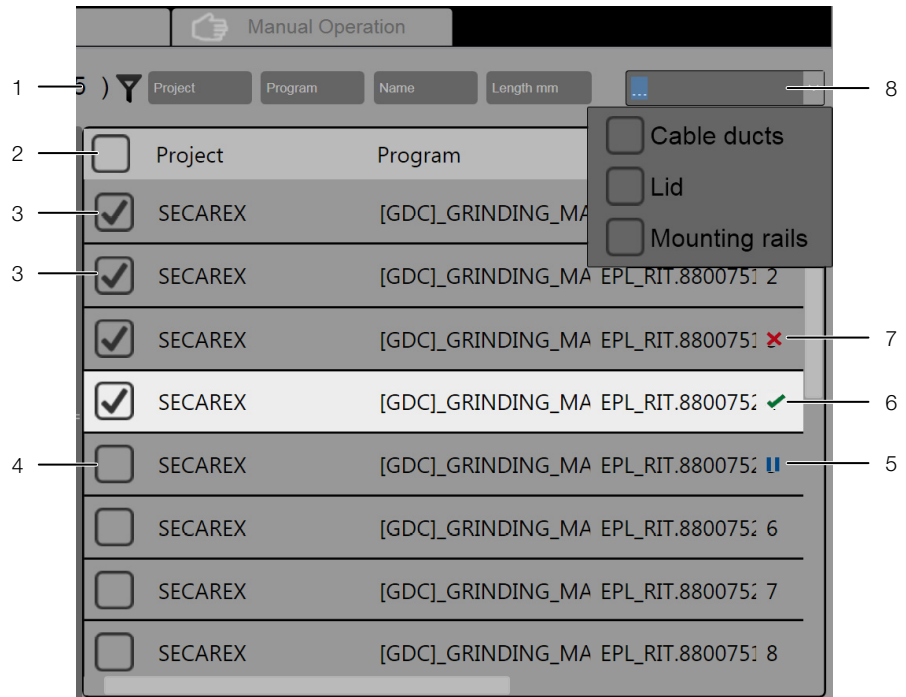 Manual Operation
1 5 ) Project Program Name Length mm ... 8
Cable ducts
2 Project Program
Lid
3 SECAREX [GDC]_GRINDING_MA
Mounting rails
3 SECAREX [GDC]_GRINDING_MA EPL_RIT.8800751 2
SECAREX [GDC]_GRINDING_MA EPL_RIT.8800751 7
SECAREX [GDC]_GRINDING_MA EPL_RIT.8800752 6
4 SECAREX [GDC]_GRINDING_MA EPL_RIT.8800752 5
SECAREX [GDC]_GRINDING_MA EPL_RIT.8800752 6
SECAREX [GDC]_GRINDING_MA EPL_RIT.8800752 7
SECAREX [GDC]_GRINDING_MA EPL_RIT.8800751 8